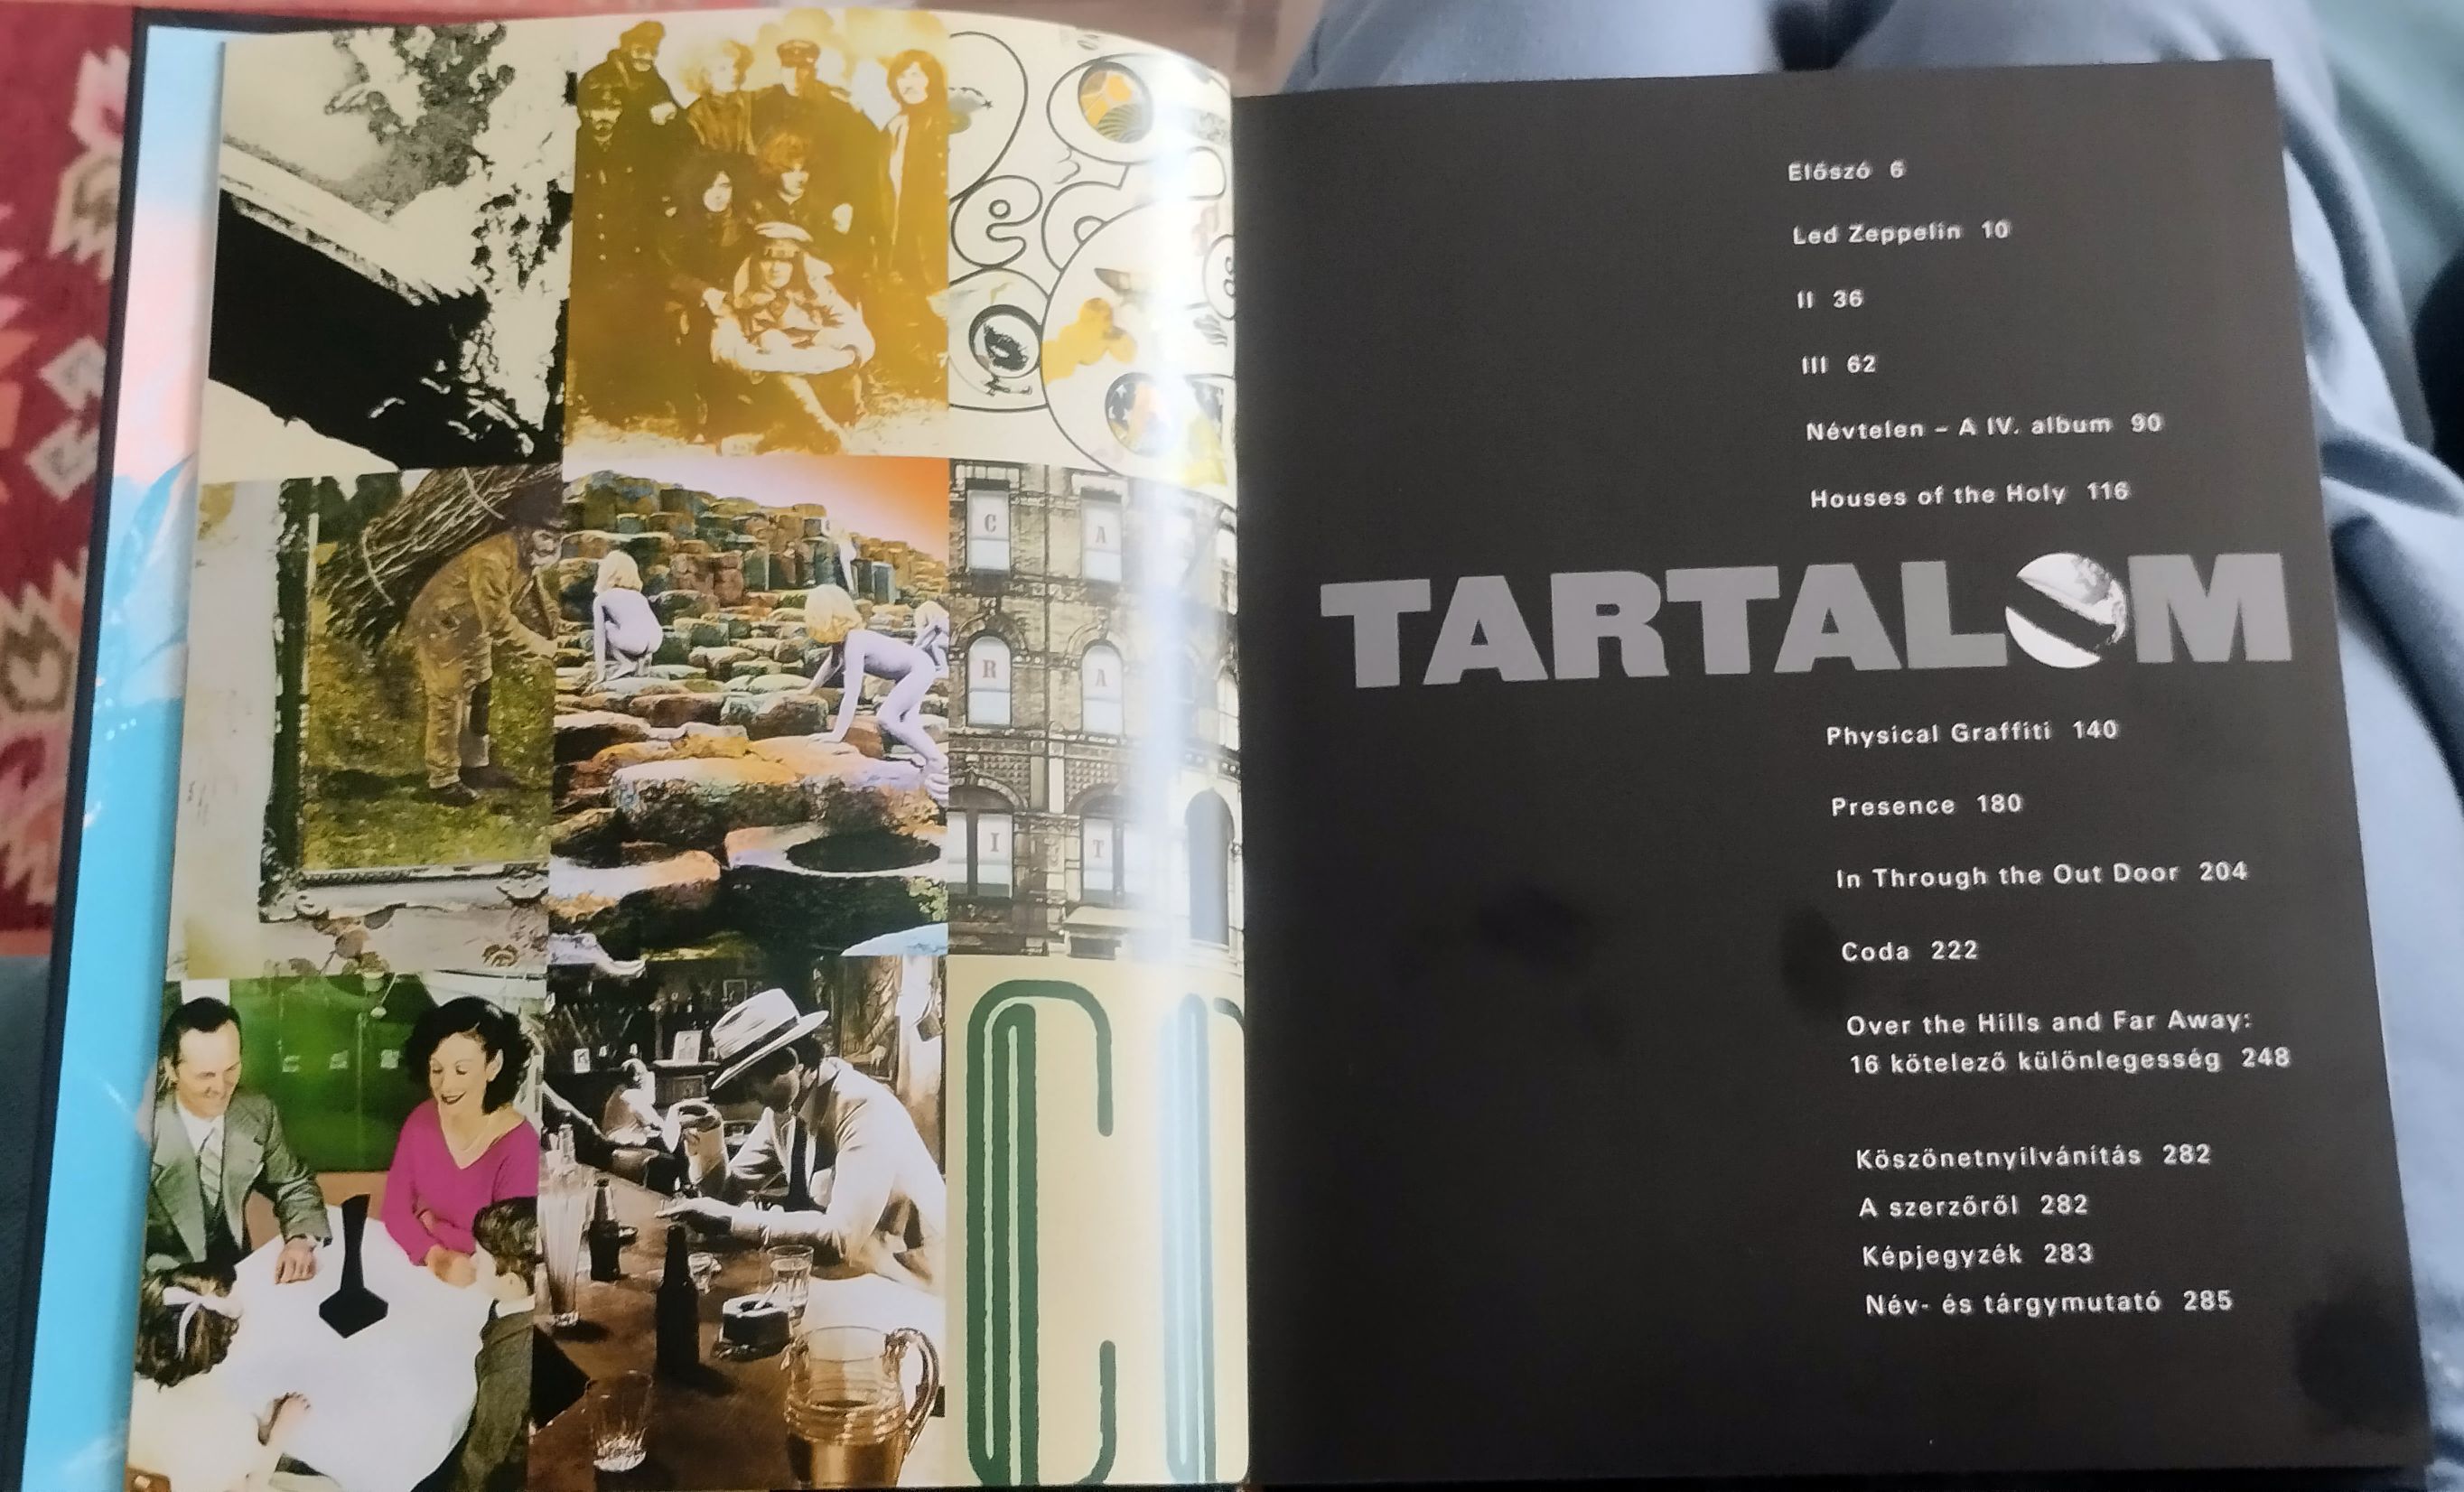 C A
R A
I T
Előszó 6
Led Zeppelin 10
II 36
III 62
Névtelen – A IV. album 90
Houses of the Holy 116
TARTALOM
Physical Graffiti 140
Presence 180
In Through the Out Door 204
Coda 222
Over the Hills and Far Away:
16 kötelező különlegesség 248
Köszönetnyilvánítás 282
A szerzőről 282
Képjegyzék 283
Név- és tárgymutató 285